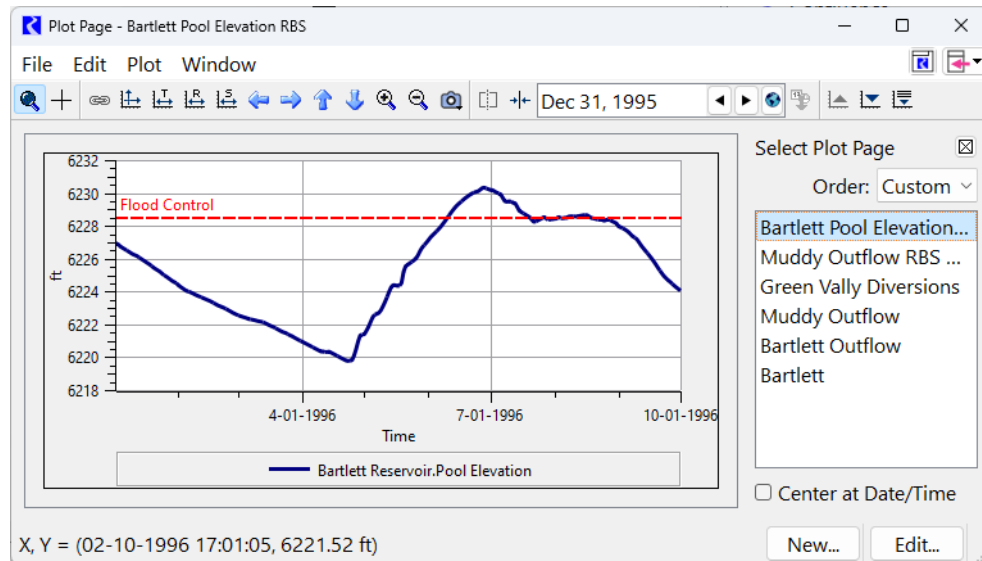 Plot Page - Bartlett Pool Elevation RBS
File Edit Plot Window
Dec 31, 1995
Select Plot Page
Order: Custom
Bartlett Pool Elevation...
Muddy Outflow RBS ...
Green Vally Diversions
Muddy Outflow
Bartlett Outflow
Bartlett
Center at Date/Time
6232
6230
Flood Control
6228
6226
ft
6224
6222
6220
6218
4-01-1996 7-01-1996 10-01-1996
Time
Bartlett Reservoir.Pool Elevation
X, Y = (02-10-1996 17:01:05, 6221.52 ft)
New... Edit...